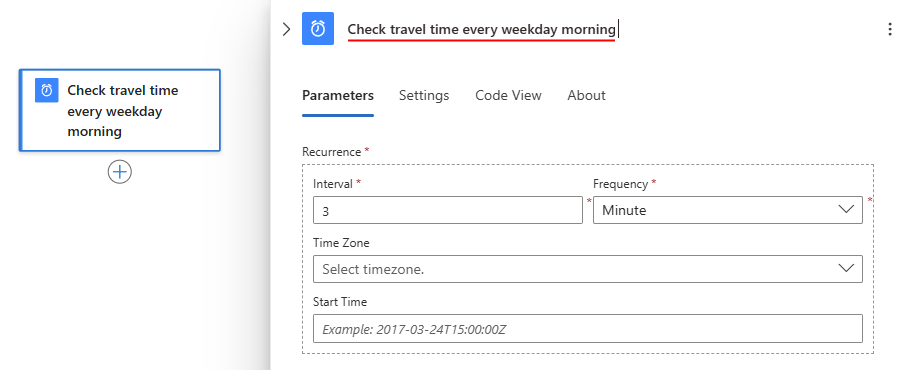 Check travel time every weekday morning
Check travel time
every weekday
morning
Parameters Settings Code View About
Recurrence *
Interval * Frequency *
3 * Minute *
Time Zone
Select timezone.
Start Time
Example: 2017-03-24T15:00:00Z